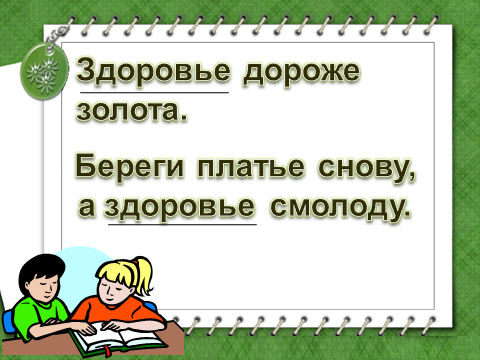 Здоровье дороже
золота.
Береги платье снову,
а здоровье смолоду.